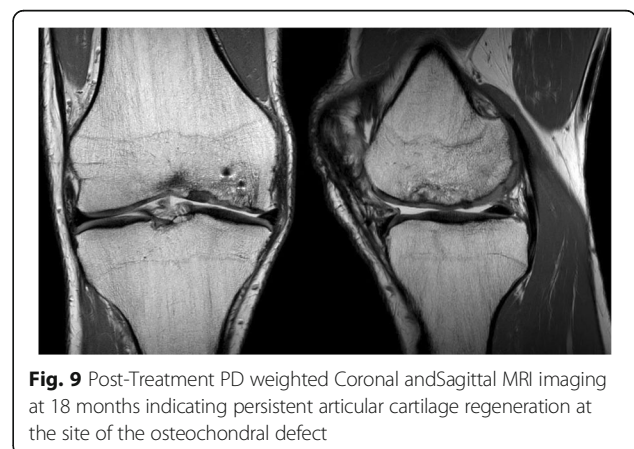 Fig. 9 Post-Treatment PD weighted Coronal andSagittal MRI imaging
at 18 months indicating persistent articular cartilage regeneration at
the site of the osteochondral defect